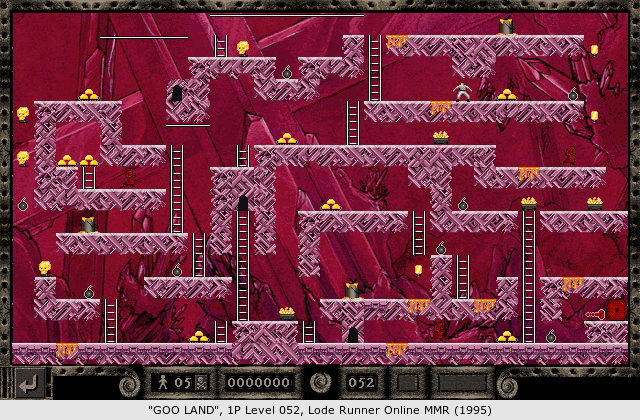 05 0000000 052
"GOO LAND", 1P Level 052, Lode Runner Online MMR (1995)